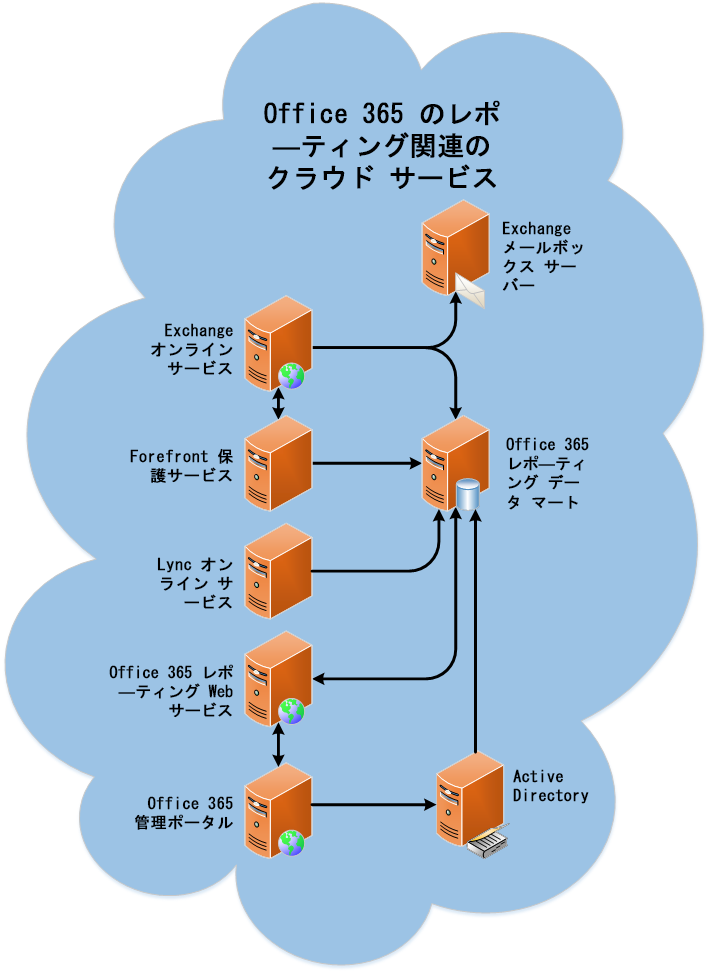 Office 365 のレポ
―ティング関連の
クラウド サービス
Exchange
メールボッ
クス サー
バー
Exchange
オンライン
サービス
Forefront 保
護サービス
Office 365
レポ―ティ
ング デー
タ マート
Lync オン
ライン サ
ービス
Office 365 レポ
―ティング Web
サービス
Office 365
管理ポータル
Active
Directory